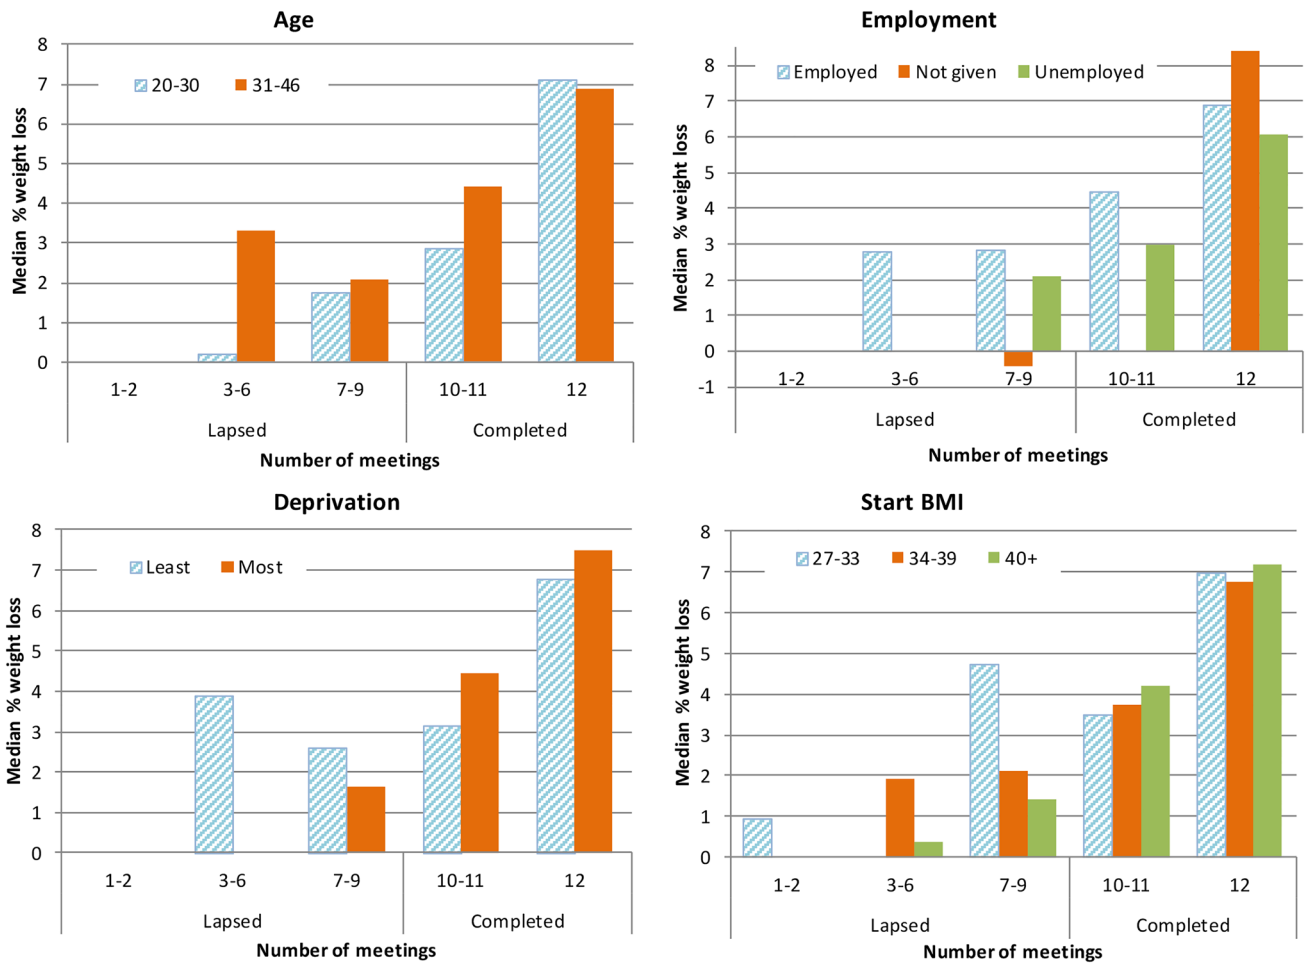 Age
Median % weight loss
8
7
6
5
4
3
2
1
0
20-30 31-46
1-2 3-6 7-9 10-11 12
Lapsed Completed
Number of meetings
Employment
Median % weight loss
8
7
6
5
4
3
2
1
0
-1
Employed Not given Unemployed
1-2 3-6 7-9 10-11 12
Lapsed Completed
Number of meetings
Deprivation
Median % weight loss
8
7
6
5
4
3
2
1
0
Least Most
1-2 3-6 7-9 10-11 12
Lapsed Completed
Number of meetings
Start BMI
Median % weight loss
8
7
6
5
4
3
2
1
0
27-33 34-39 40+
1-2 3-6 7-9 10-11 12
Lapsed Completed
Number of meetings